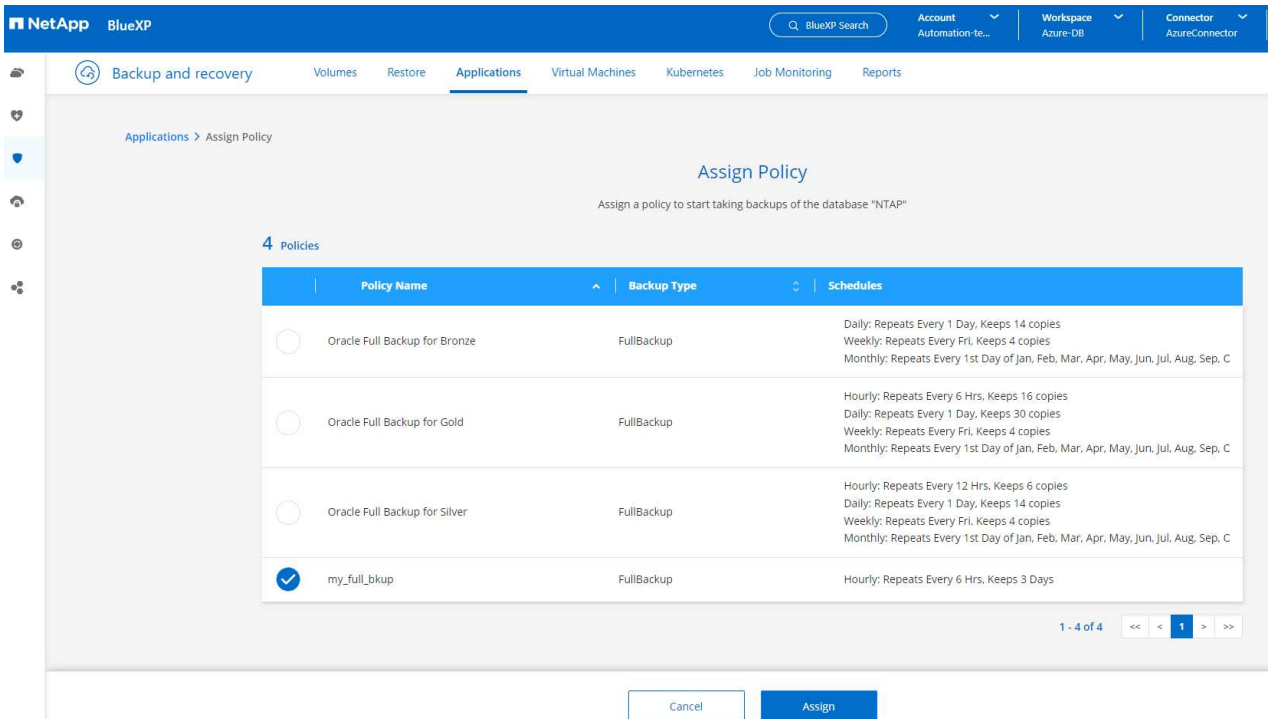 NetApp BlueXP
BlueXP Search
Account
Automation-te...
Workspace
Azure-DB
Connector
AzureConnector
Backup and recovery
Volumes Restore Applications Virtual Machines Kubernetes Job Monitoring Reports
Applications > Assign Policy
Assign Policy
Assign a policy to start taking backups of the database "NTAP"
4 Policies
Policy Name Backup Type Schedules
Oracle Full Backup for Bronze FullBackup
Daily: Repeats Every 1 Day, Keeps 14 copies
Weekly: Repeats Every Fri, Keeps 4 copies
Monthly: Repeats Every 1st Day of Jan, Feb, Mar, Apr, May, Jun, Jul, Aug, Sep, O
Oracle Full Backup for Gold FullBackup
Hourly: Repeats Every 6 Hrs, Keeps 16 copies
Daily: Repeats Every 1 Day, Keeps 30 copies
Weekly: Repeats Every Fri, Keeps 4 copies
Monthly: Repeats Every 1st Day of Jan, Feb, Mar, Apr, May, Jun, Jul, Aug, Sep, O
Oracle Full Backup for Silver FullBackup
Hourly: Repeats Every 12 Hrs, Keeps 6 copies
Daily: Repeats Every 1 Day, Keeps 14 copies
Weekly: Repeats Every Fri, Keeps 4 copies
Monthly: Repeats Every 1st Day of Jan, Feb, Mar, Apr, May, Jun, Jul, Aug, Sep, O
my_full_bkup FullBackup Hourly: Repeats Every 6 Hrs, Keeps 3 Days
1 - 4 of 4 << < 1 > >>
Cancel Assign